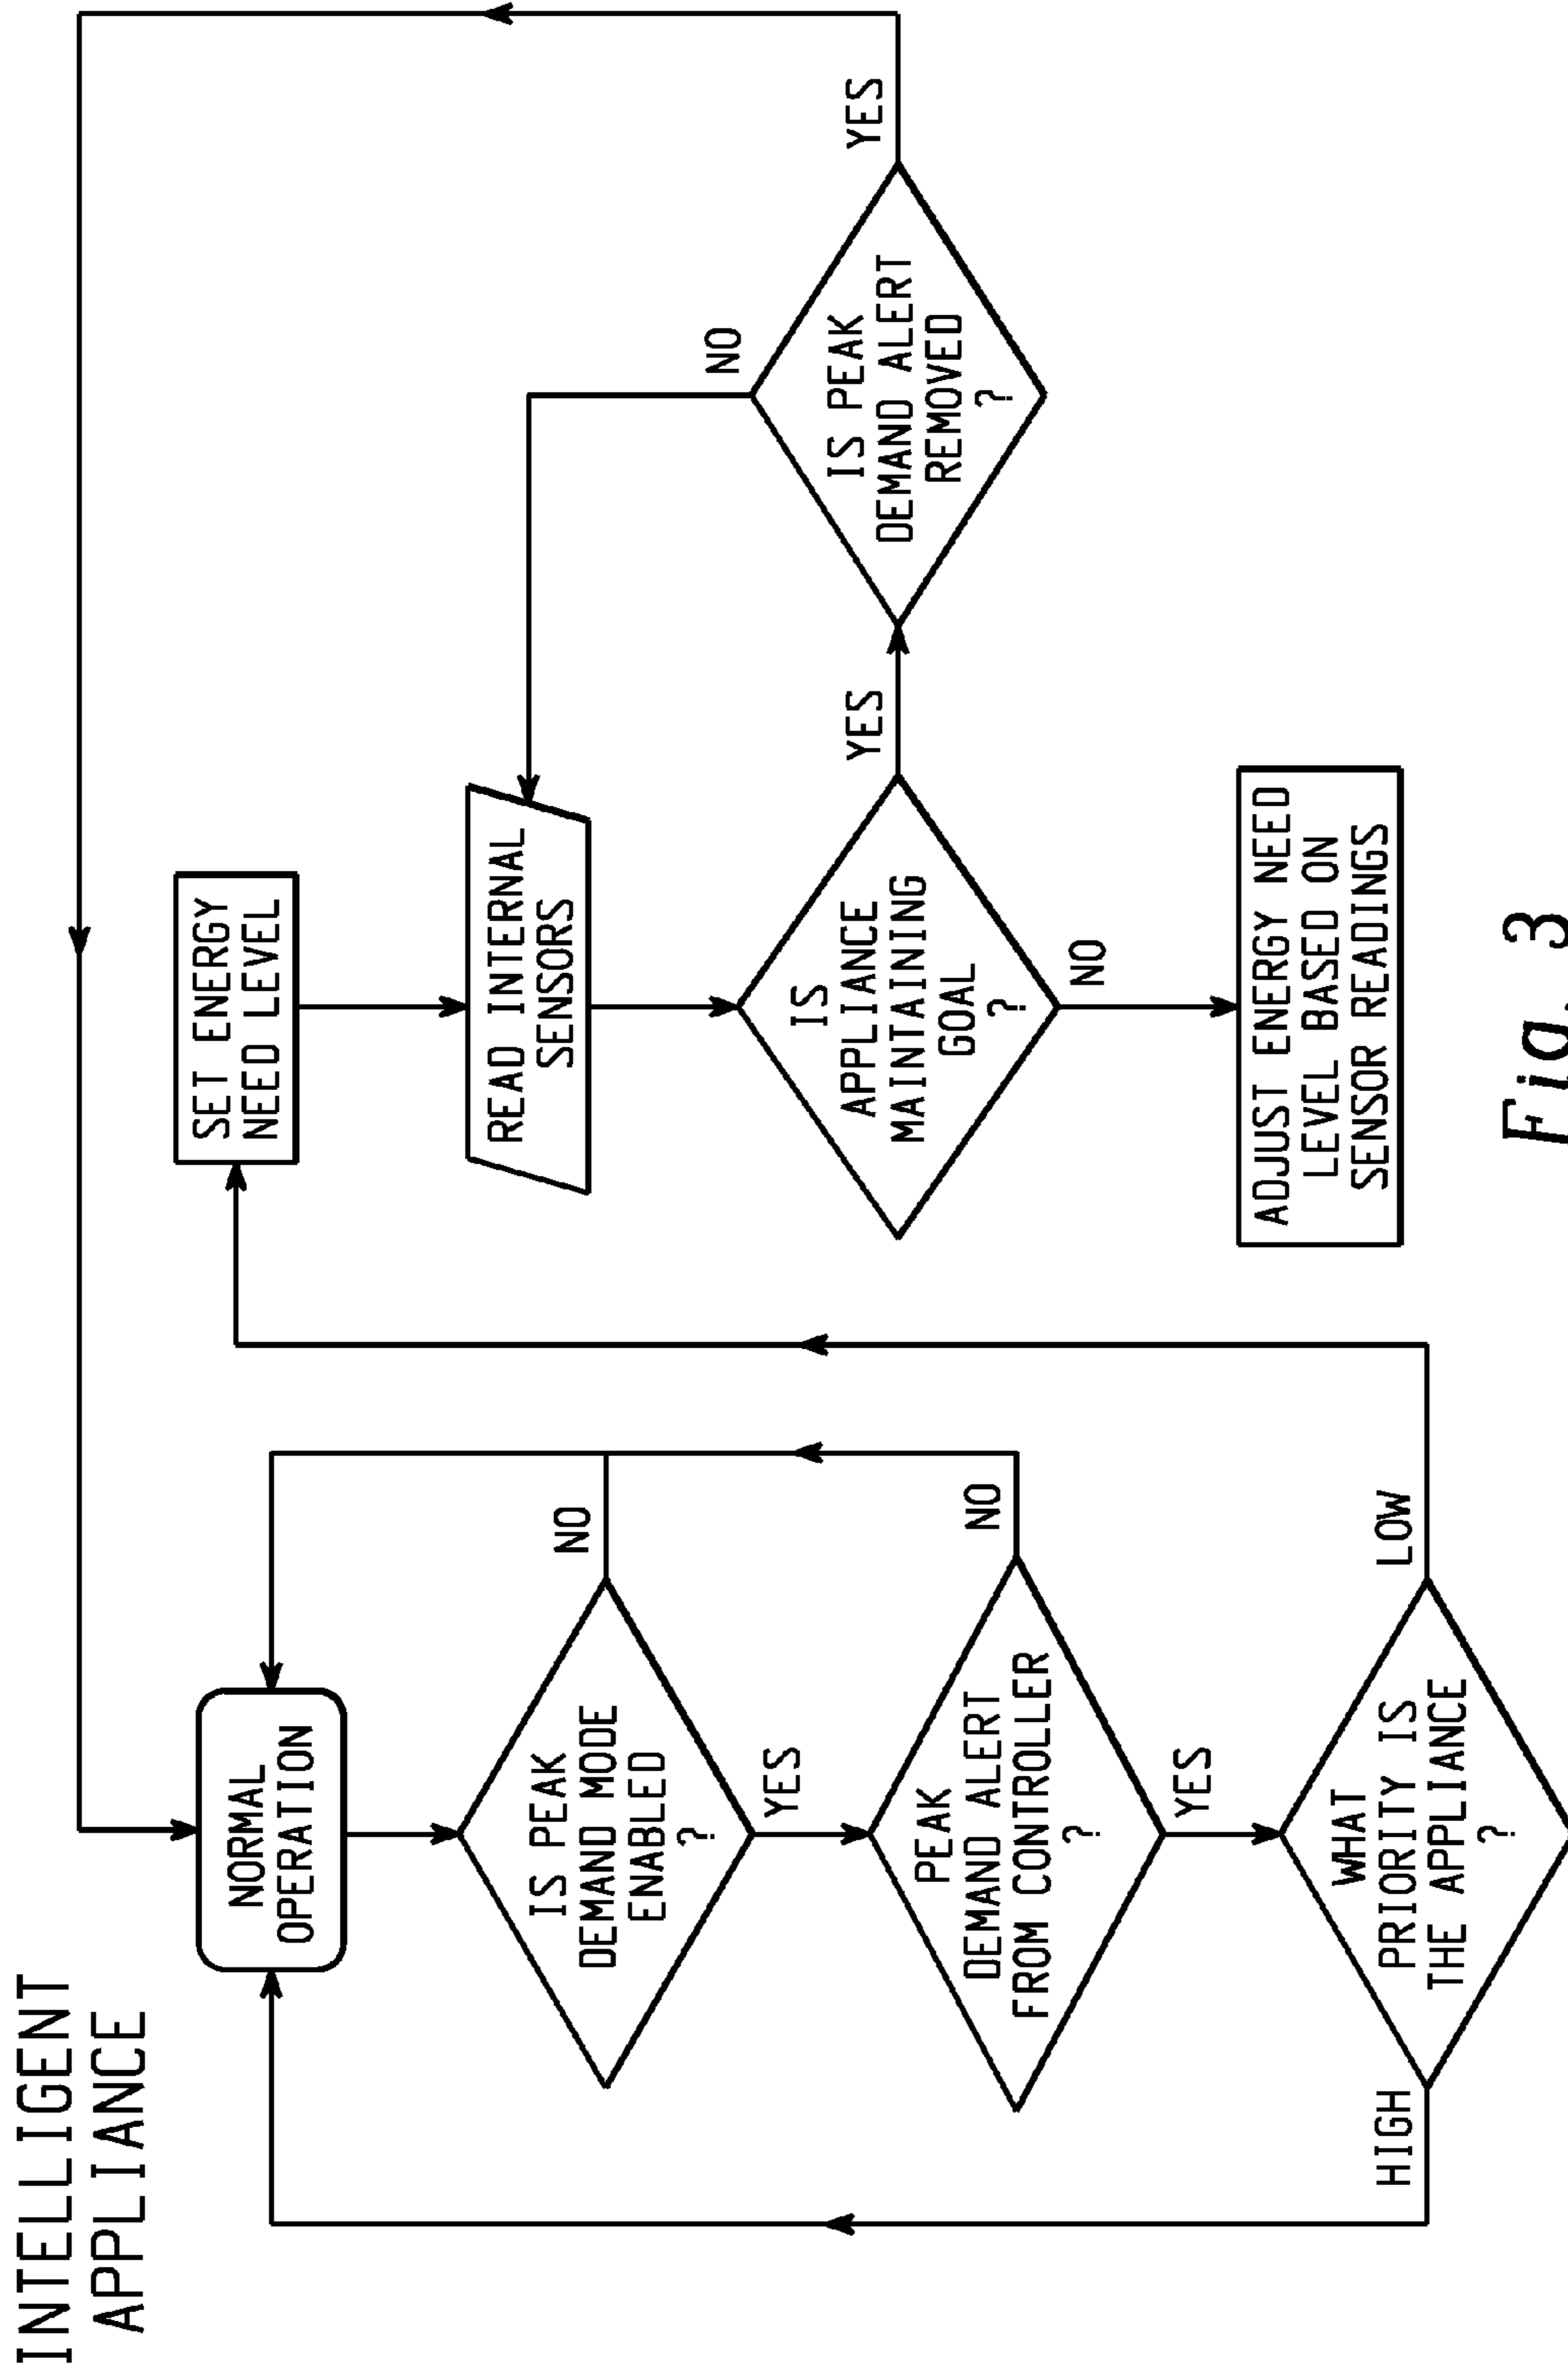 INTELLIGENT
APPLIANCE
NORMAL
OPERATION
IS PEAK
DEMAND MODE
ENABLED
?
NO
YES
PEAK
DEMAND ALERT
FROM CONTROLLER
?
NO
YES
WHAT
PRIORITY IS
THE APPLIANCE
?
HIGH
LOW
SET ENERGY
NEED LEVEL
READ INTERNAL
SENSORS
IS
APPLIANCE
MAINTAINING
GOAL
?
YES
NO
ADJUST ENERGY NEED
LEVEL BASED ON
SENSOR READINGS
IS PEAK
DEMAND ALERT
REMOVED
?
NO
YES
Fig. 3